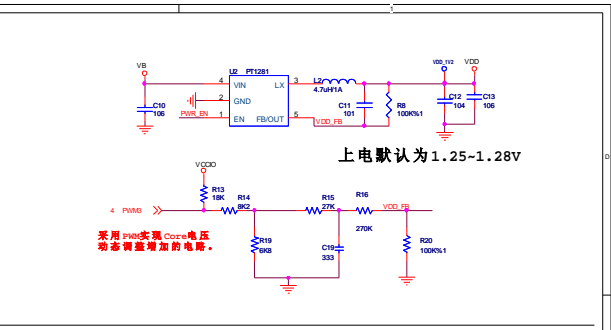 1
VB
U2 PT1281
4 VIN LX 3
2 GND
1 EN FB/OUT 5
PWR_EN
C10
106
L2
4.7uH/1A
C11
101
R8
100K%1
VDD_FB
VDD_1V2
VDD
C12
104
C13
106
D
上电默认为1.25~1.28V
VCCIO
R13
18K
4 PWM3
R14
8K2
R15
27K
R16
270K
VDD_FB
R19
6K8
C19
333
R20
100K%1
采用PWM实现Core电压
动态调整增加的电路。